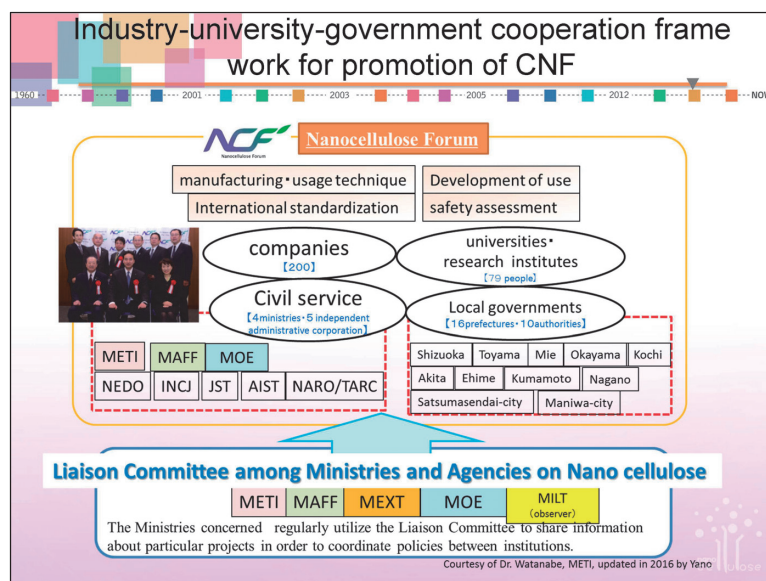 Industry-university-government cooperation frame
work for promotion of CNF
1960 2001 2003 2005 2012 NOW
NCF Nanocellulose Forum
Nanocellulose Forum
manufacturing・usage technique Development of use
International standardization safety assessment
companies
【200】
universities・
research institutes
【79 people】
Civil service
【4ministries・5 independent
administrative corporation】
Local governments
【16prefectures・10authorities】
METI MAFF MOE
NEDO INCJ JST AIST NARO/TARC
Shizuoka Toyama Mie Okayama Kochi
Akita Ehime Kumamoto Nagano
Satsumasendai-city Maniwa-city
Liaison Committee among Ministries and Agencies on Nano cellulose
METI MAFF MEXT MOE MILT
(observer)
The Ministries concerned regularly utilize the Liaison Committee to share information
about particular projects in order to coordinate policies between institutions.
Courtesy of Dr. Watanabe, METI, updated in 2016 by Yano